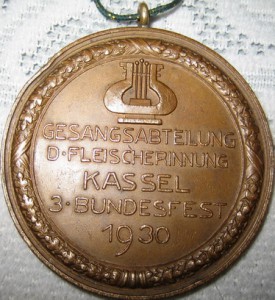 GESANGSABTEILUNG
D·FLEISCHERINNUNG
KASSEL
3·BUNDESFEST
1930